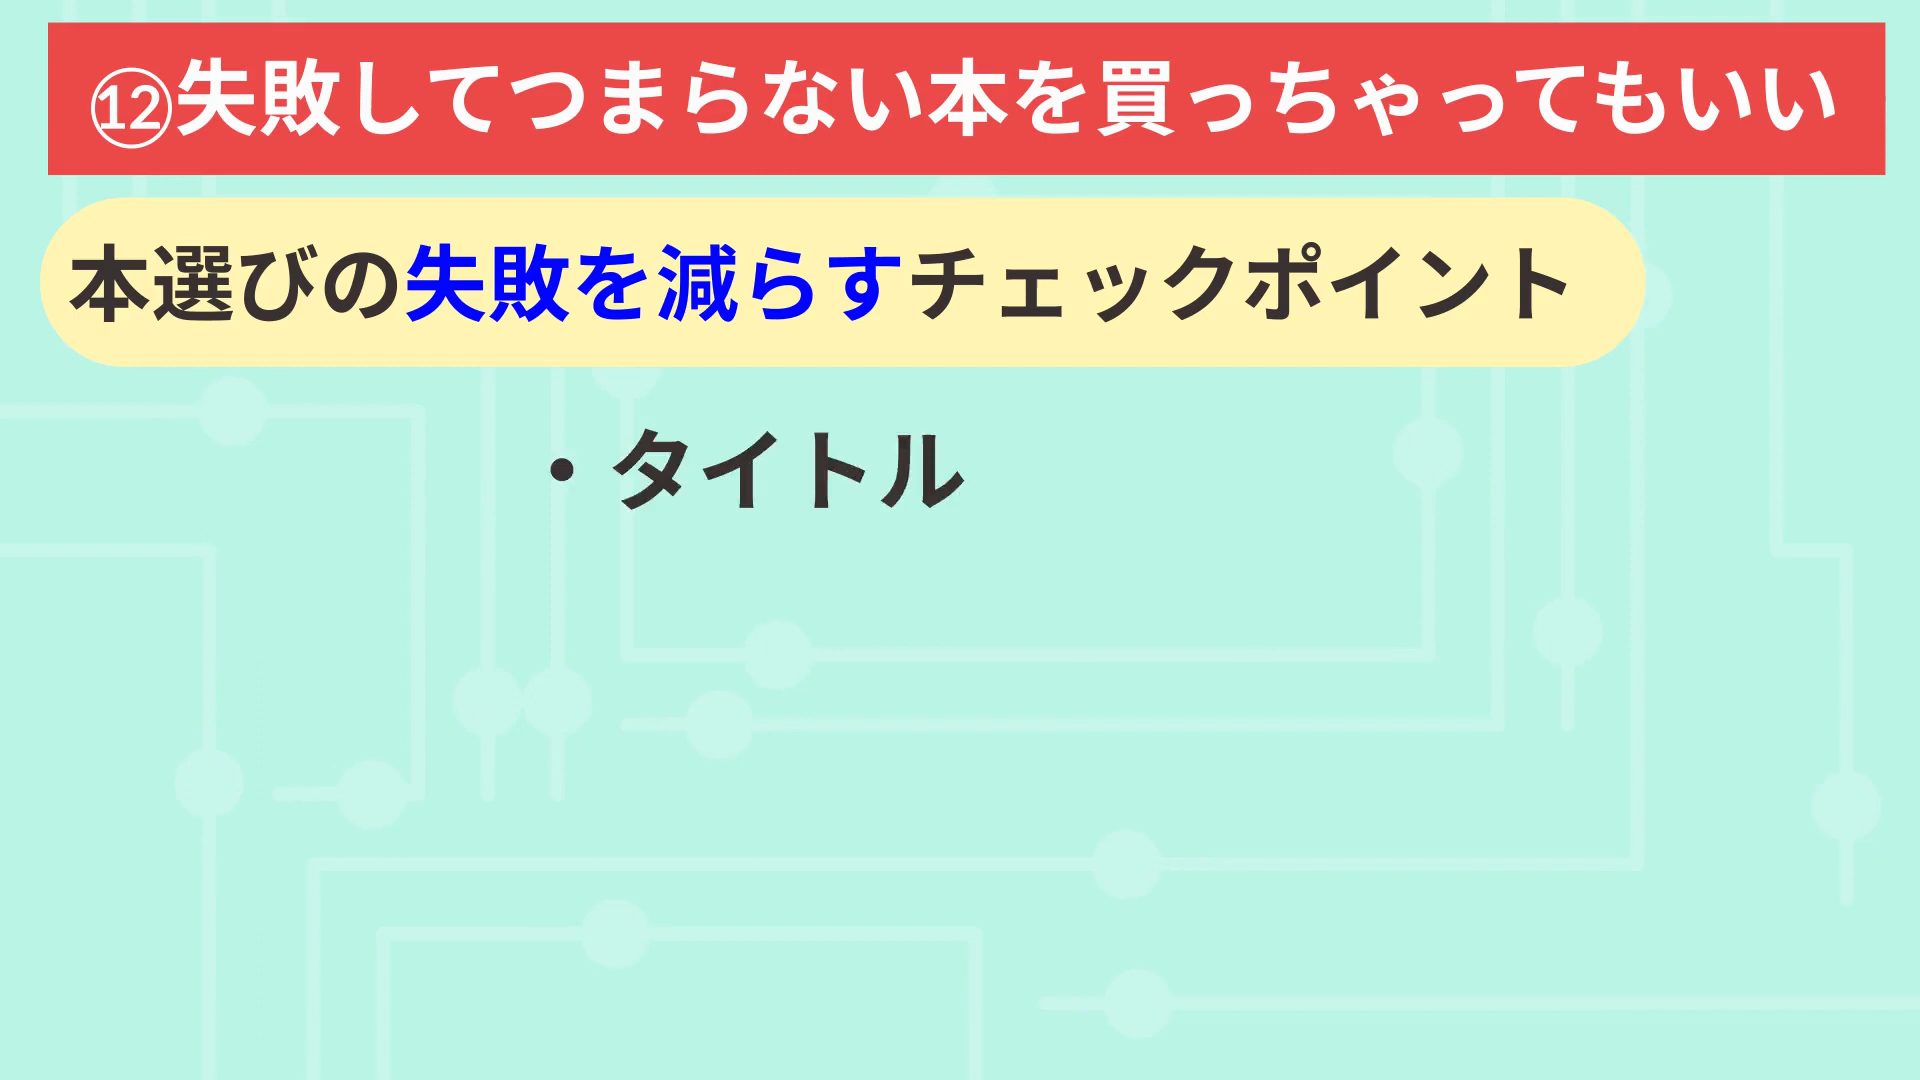 ⑫失敗してつまらない本を買っちゃってもいい
本選びの失敗を減らすチェックポイント
・タイトル